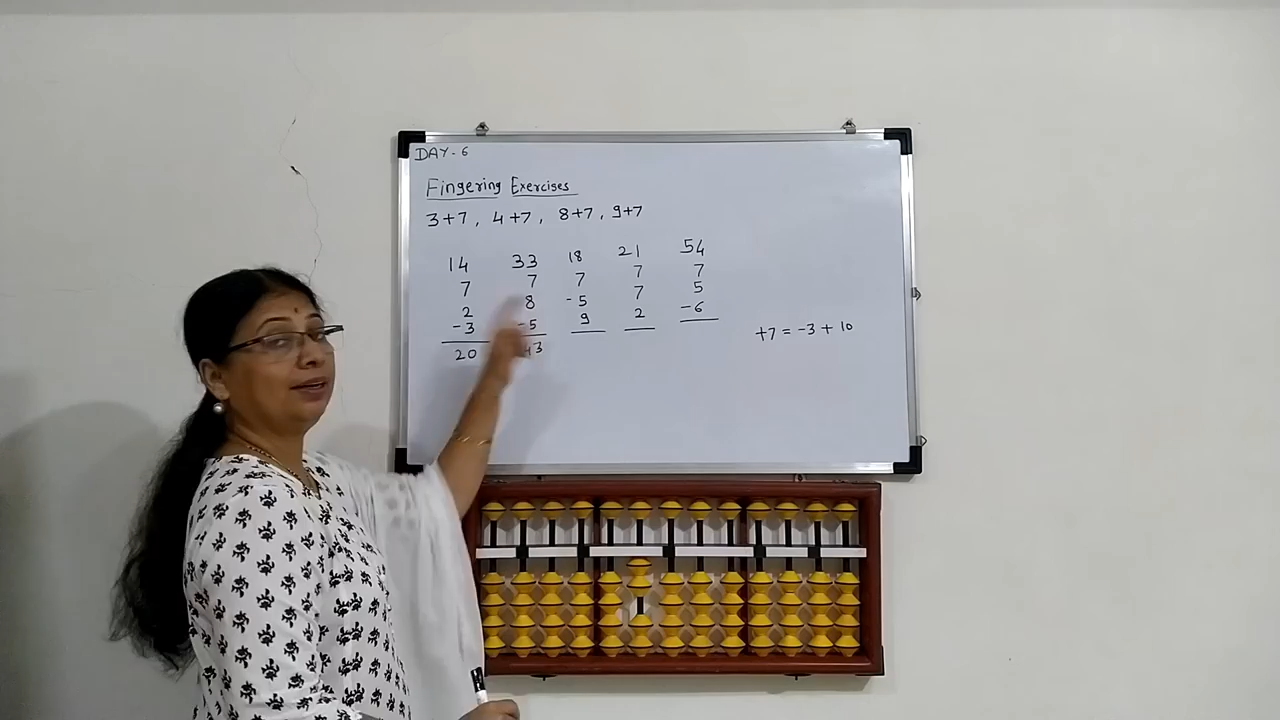 DAY-6
Fingering Exercises
3+7, 4+7, 8+7, 9+7
14 33 18 21 54
7 7 7 7 7
2 8 -5 7 5
-3 -5 9 2 -6
20 43
+7 = -3 + 10